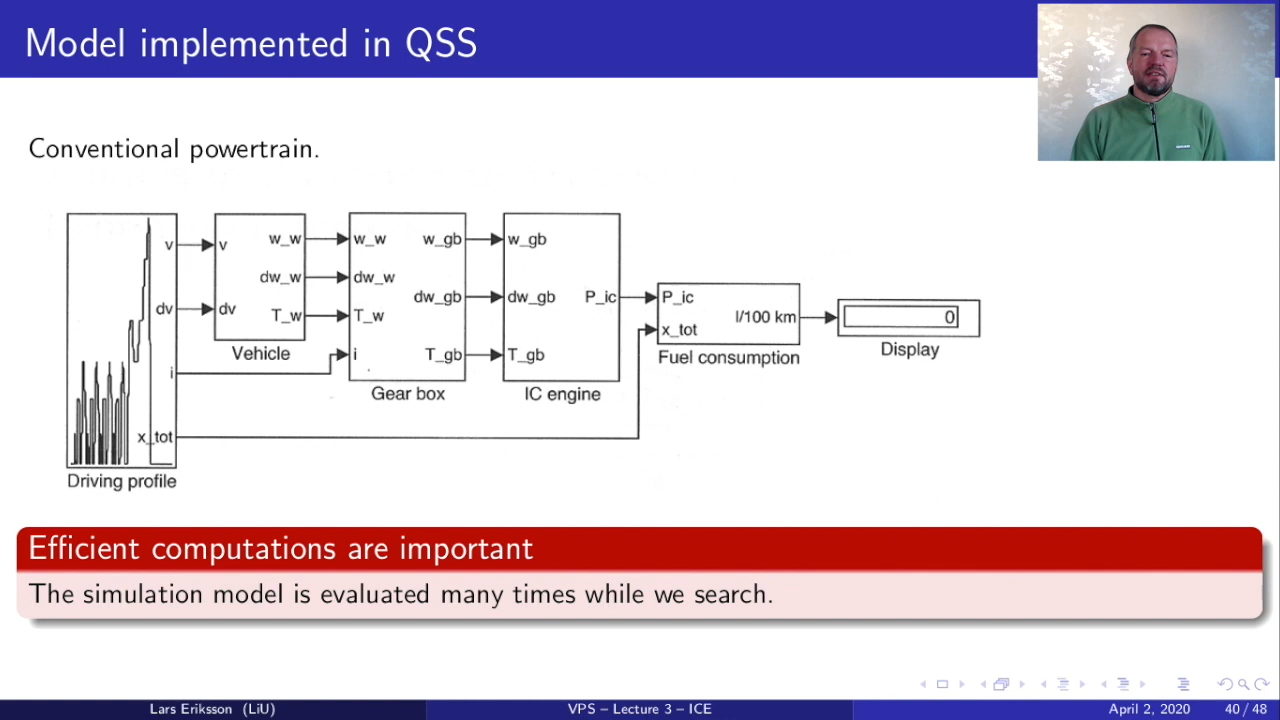 Model implemented in QSS
Conventional powertrain.
v
dv
i
x_tot
Driving profile
v
dv
w_w
dw_w
T_w
Vehicle
w_w
dw_w
T_w
i
w_gb
dw_gb
T_gb
Gear box
w_gb
dw_gb
T_gb
P_ic
IC engine
P_ic
x_tot
l/100 km
Fuel consumption
0
Display
Efficient computations are important
The simulation model is evaluated many times while we search.
Lars Eriksson (LiU)
VPS – Lecture 3 – ICE
April 2, 2020
40 / 48